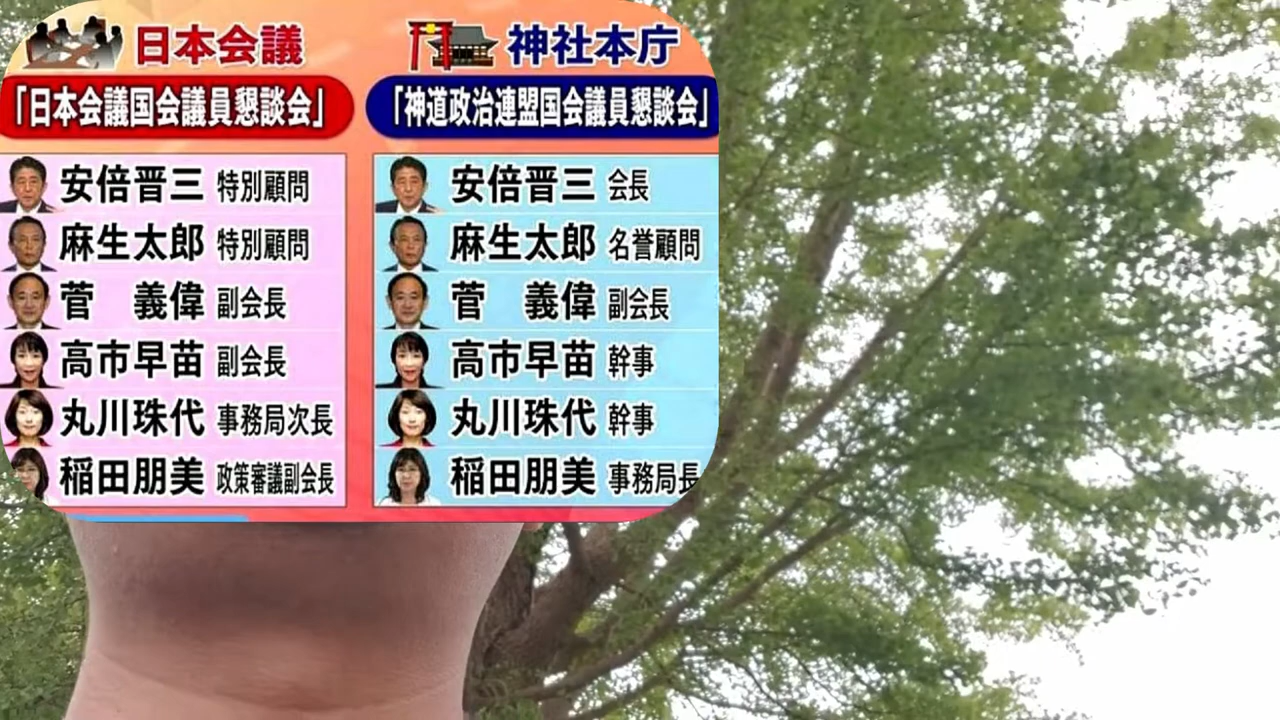 日本会議
「日本会議国会議員懇談会」
安倍晋三 特別顧問
麻生太郎 特別顧問
菅 義偉 副会長
高市早苗 副会長
丸川珠代 事務局次長
稲田朋美 政策審議副会長
神社本庁
「神道政治連盟国会議員懇談会」
安倍晋三 会長
麻生太郎 名誉顧問
菅 義偉 副会長
高市早苗 幹事
丸川珠代 幹事
稲田朋美 事務局長